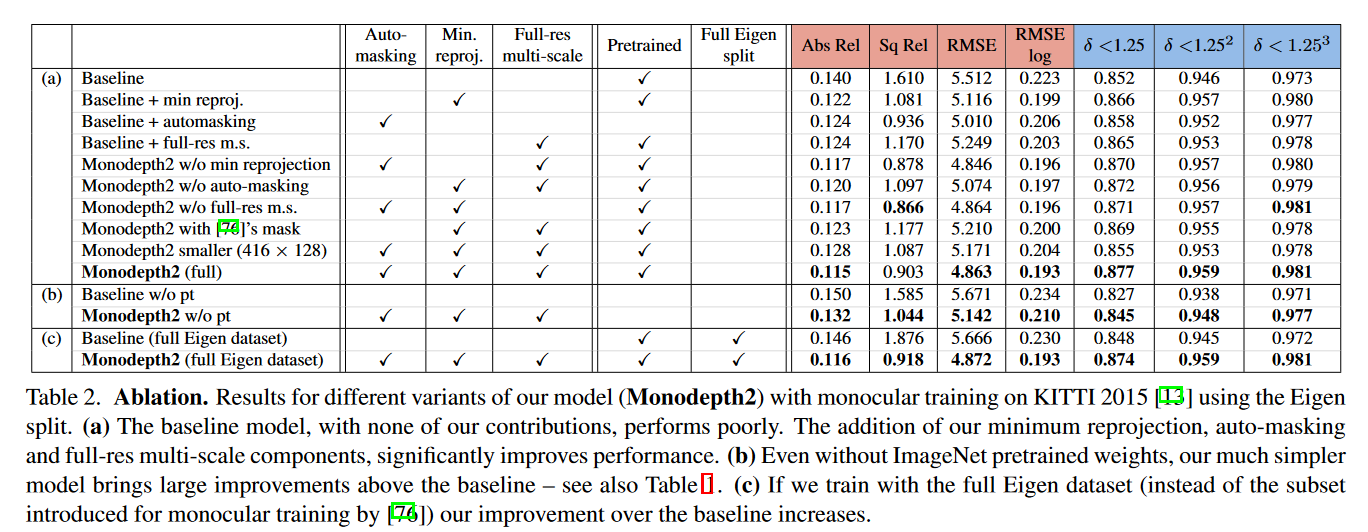 Auto-masking Min. reproj. Full-res multi-scale Pretrained Full Eigen split Abs Rel Sq Rel RMSE RMSE log δ <1.25 δ <1.25² δ < 1.25³
(a) Baseline ✓ 0.140 1.610 5.512 0.223 0.852 0.946 0.973
Baseline + min reproj. ✓ ✓ 0.122 1.081 5.116 0.199 0.866 0.957 0.980
Baseline + automasking ✓ 0.124 0.936 5.010 0.206 0.858 0.952 0.977
Baseline + full-res m.s. ✓ ✓ 0.124 1.170 5.249 0.203 0.865 0.953 0.978
Monodepth2 w/o min reprojection ✓ ✓ ✓ 0.117 0.878 4.846 0.196 0.870 0.957 0.980
Monodepth2 w/o auto-masking ✓ ✓ ✓ 0.120 1.097 5.074 0.197 0.872 0.956 0.979
Monodepth2 w/o full-res m.s. ✓ ✓ ✓ 0.117 0.866 4.864 0.196 0.871 0.957 0.981
Monodepth2 with [76]'s mask ✓ ✓ ✓ 0.123 1.177 5.210 0.200 0.869 0.955 0.978
Monodepth2 smaller (416 × 128) ✓ ✓ ✓ ✓ 0.128 1.087 5.171 0.204 0.855 0.953 0.978
Monodepth2 (full) ✓ ✓ ✓ ✓ 0.115 0.903 4.863 0.193 0.877 0.959 0.981
(b) Baseline w/o pt 0.150 1.585 5.671 0.234 0.827 0.938 0.971
Monodepth2 w/o pt ✓ ✓ ✓ 0.132 1.044 5.142 0.210 0.845 0.948 0.977
(c) Baseline (full Eigen dataset) ✓ ✓ 0.146 1.876 5.666 0.230 0.848 0.945 0.972
Monodepth2 (full Eigen dataset) ✓ ✓ ✓ ✓ ✓ 0.116 0.918 4.872 0.193 0.874 0.959 0.981
Table 2. Ablation. Results for different variants of our model (Monodepth2) with monocular training on KITTI 2015 [13] using the Eigen
split. (a) The baseline model, with none of our contributions, performs poorly. The addition of our minimum reprojection, auto-masking
and full-res multi-scale components, significantly improves performance. (b) Even without ImageNet pretrained weights, our much simpler
model brings large improvements above the baseline – see also Table 1. (c) If we train with the full Eigen dataset (instead of the subset
introduced for monocular training by [76]) our improvement over the baseline increases.